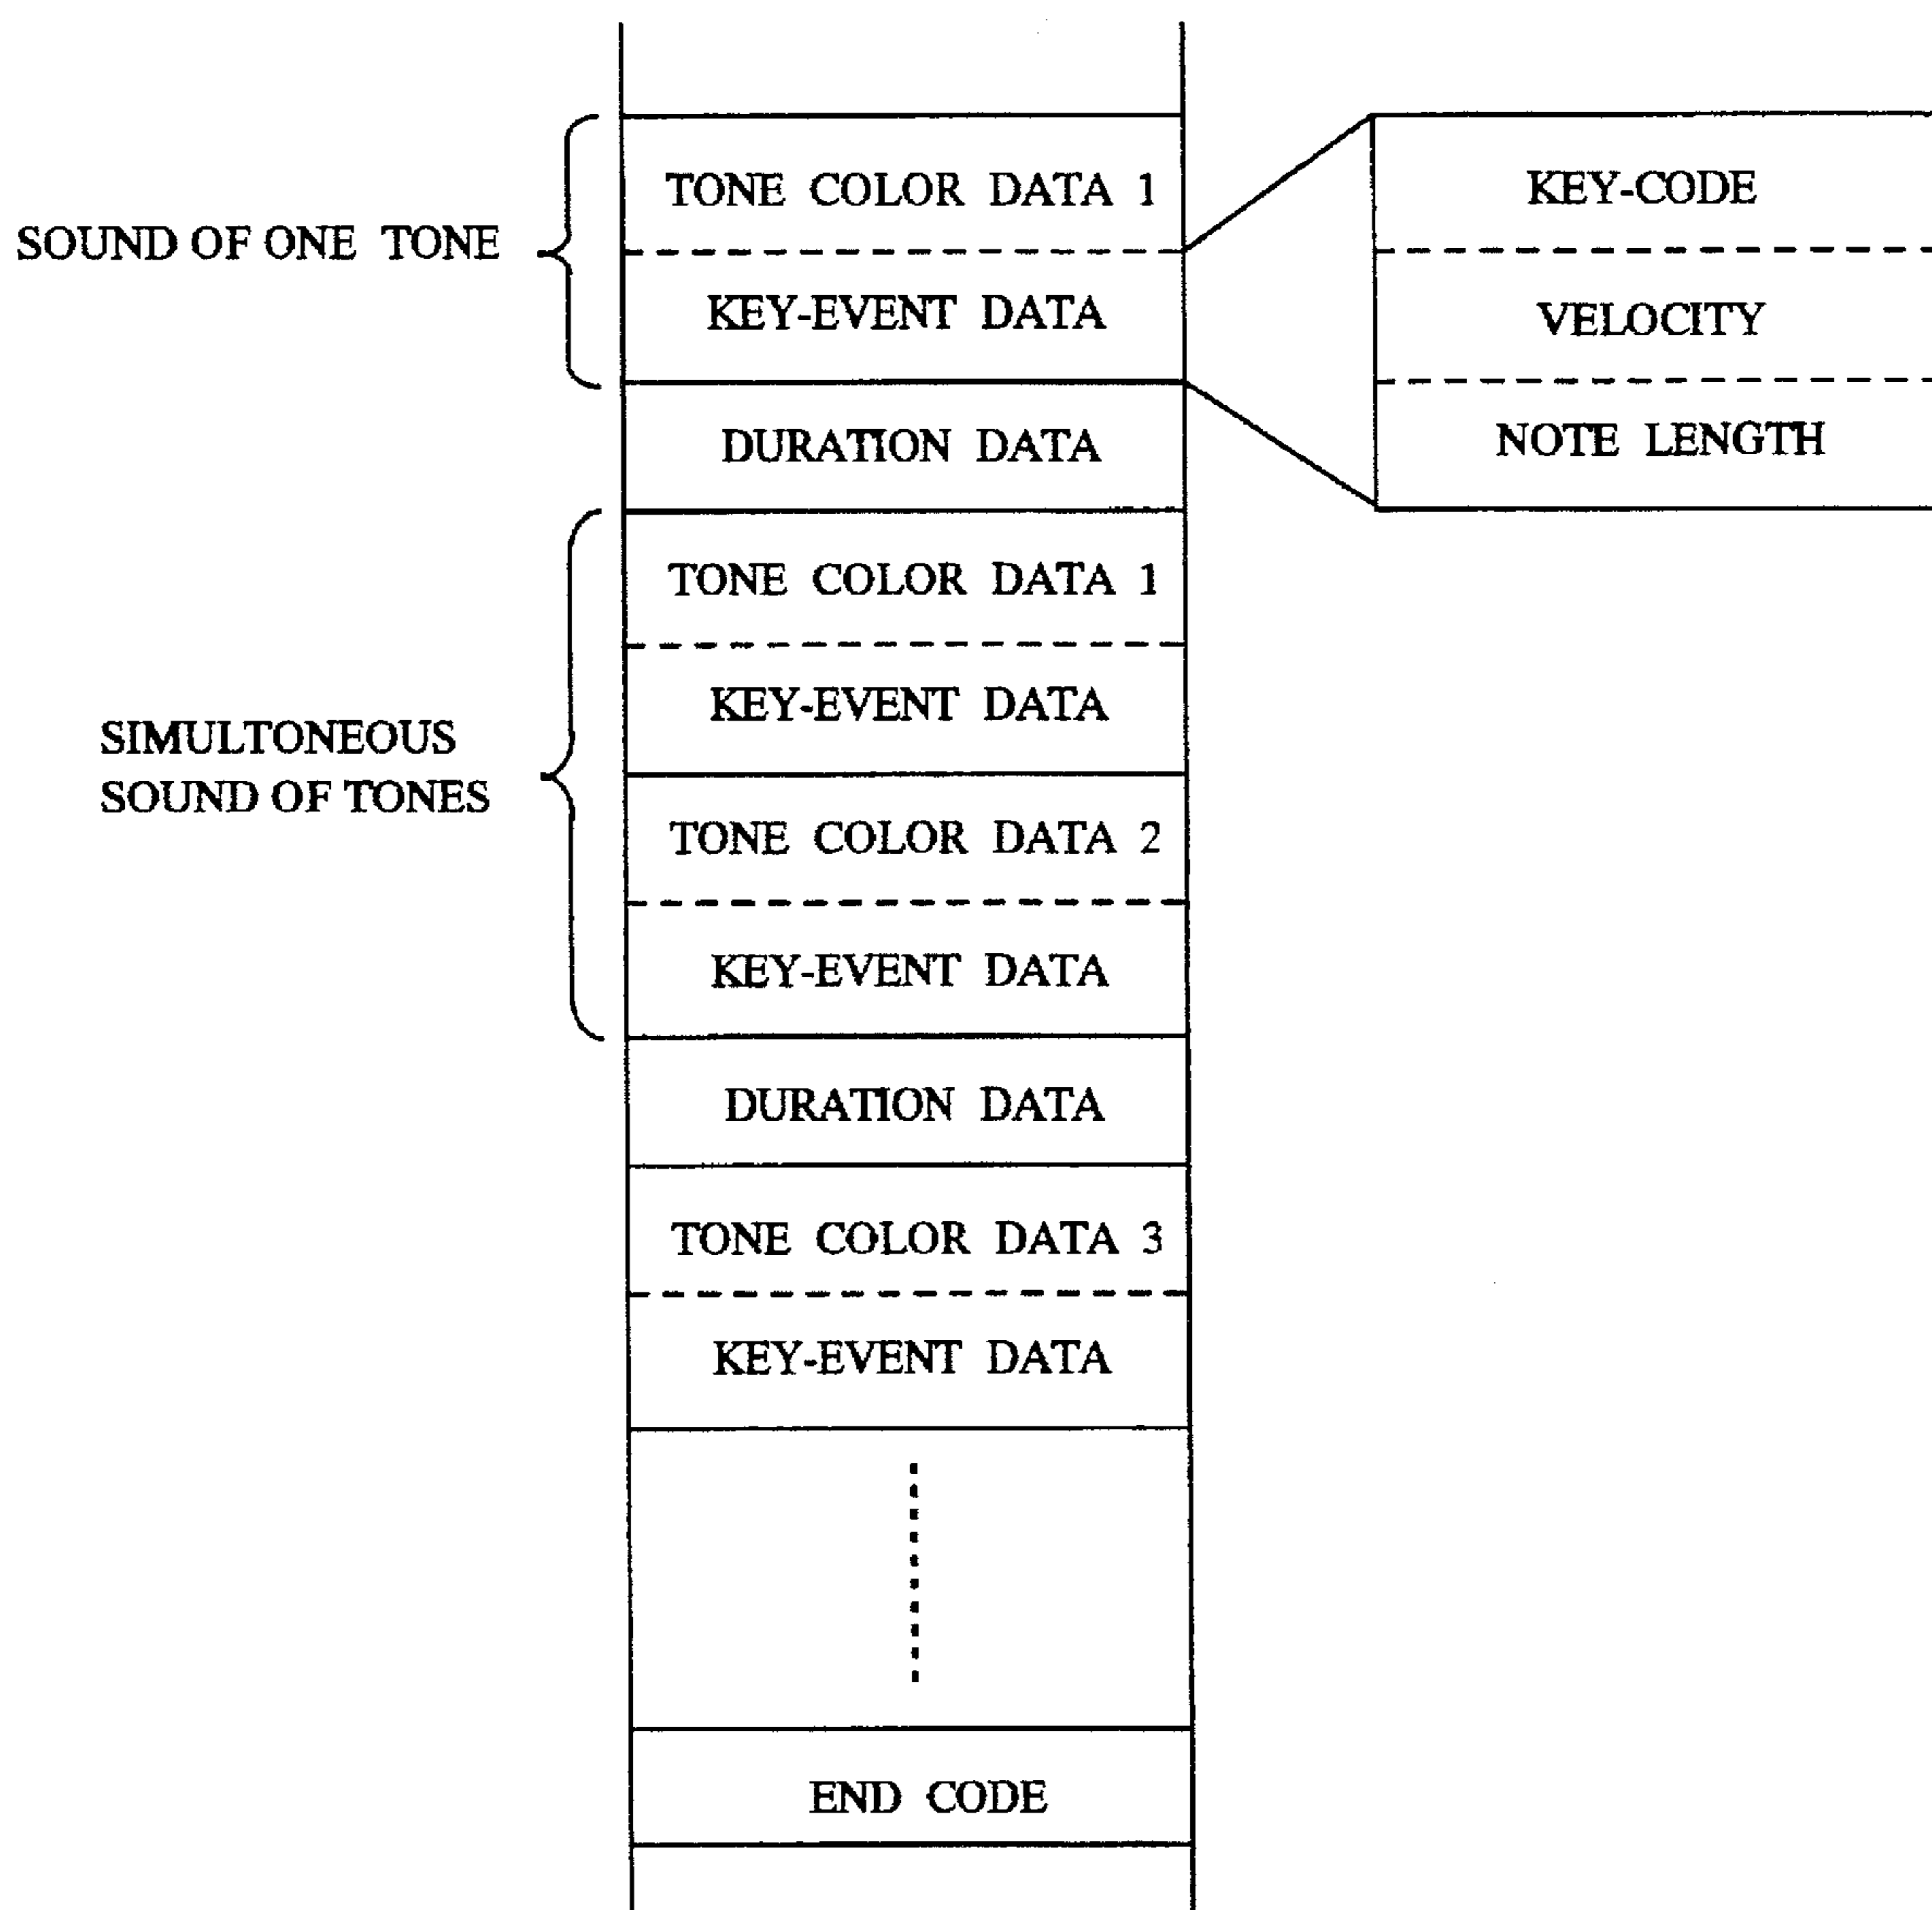 TONE COLOR DATA 1
KEY-CODE
SOUND OF ONE TONE
KEY-EVENT DATA
VELOCITY
DURATION DATA
NOTE LENGTH
TONE COLOR DATA 1
KEY-EVENT DATA
SIMULTONEOUS
SOUND OF TONES
TONE COLOR DATA 2
KEY-EVENT DATA
DURATION DATA
TONE COLOR DATA 3
KEY-EVENT DATA
END CODE